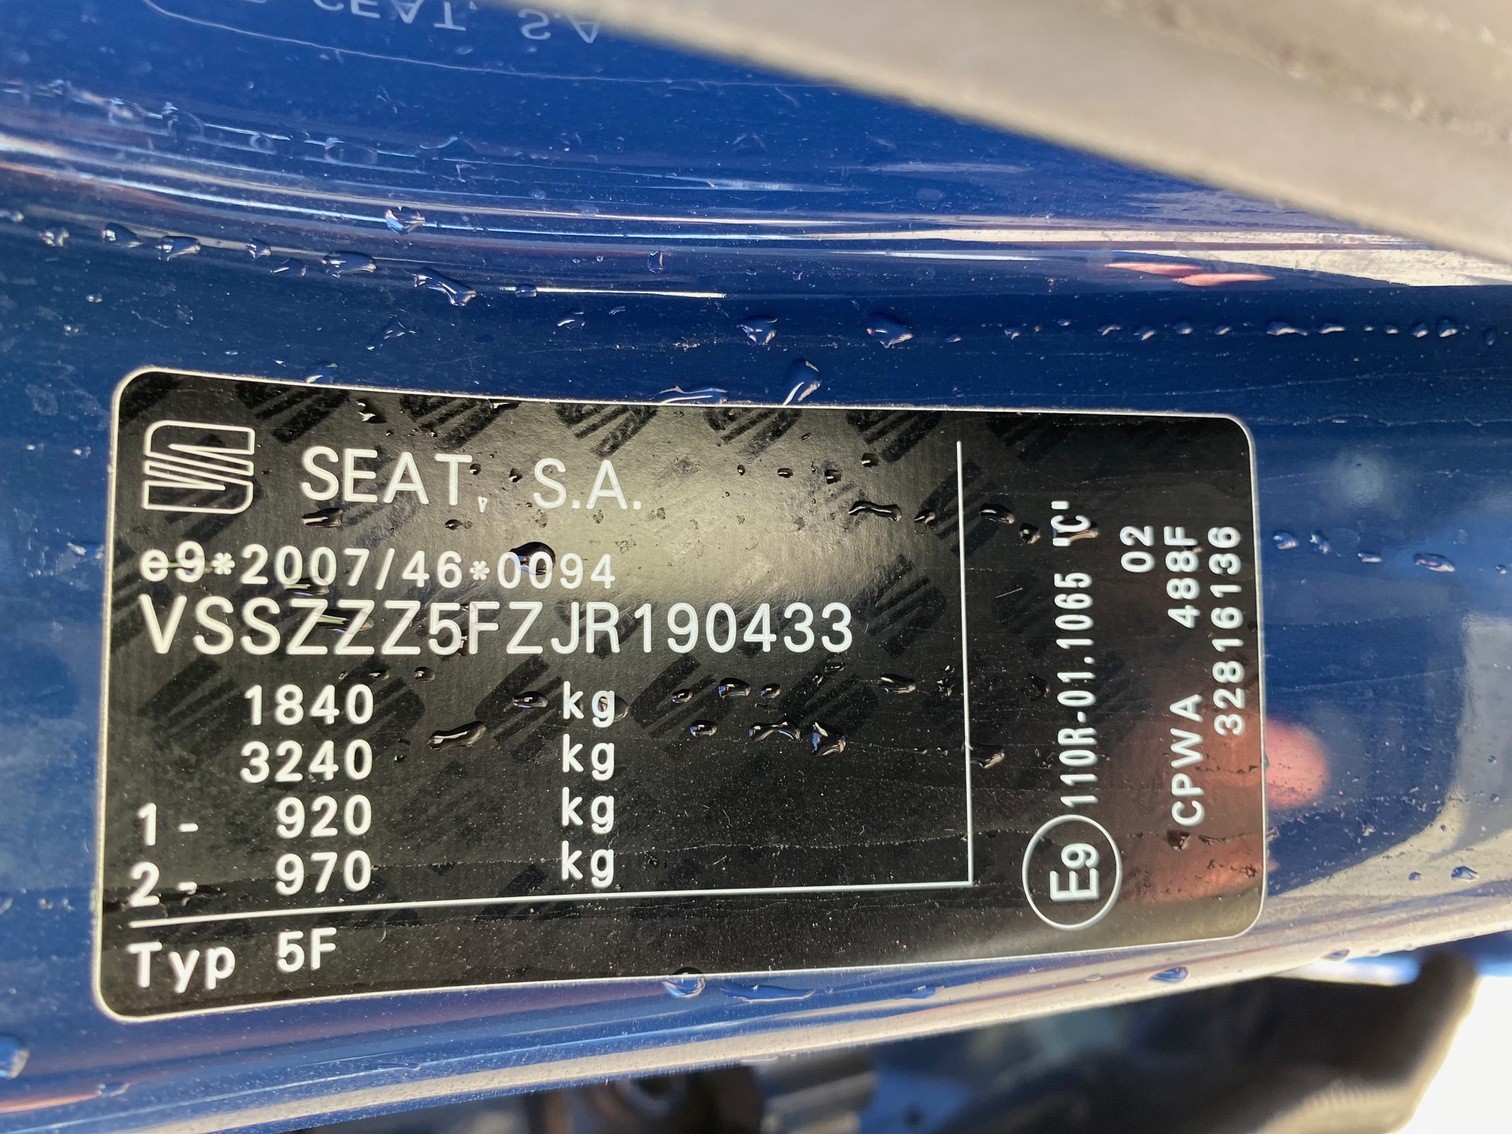 SEAT, S.A.
e9*2007/46*0094
VSSZZZ5FZJR190433
1840 kg
3240 kg
1- 920 kg
2- 970 kg
Typ 5F
E9 110R-01.1065 'C'
02
CPWA 488F
32816136
SEAT, S.A